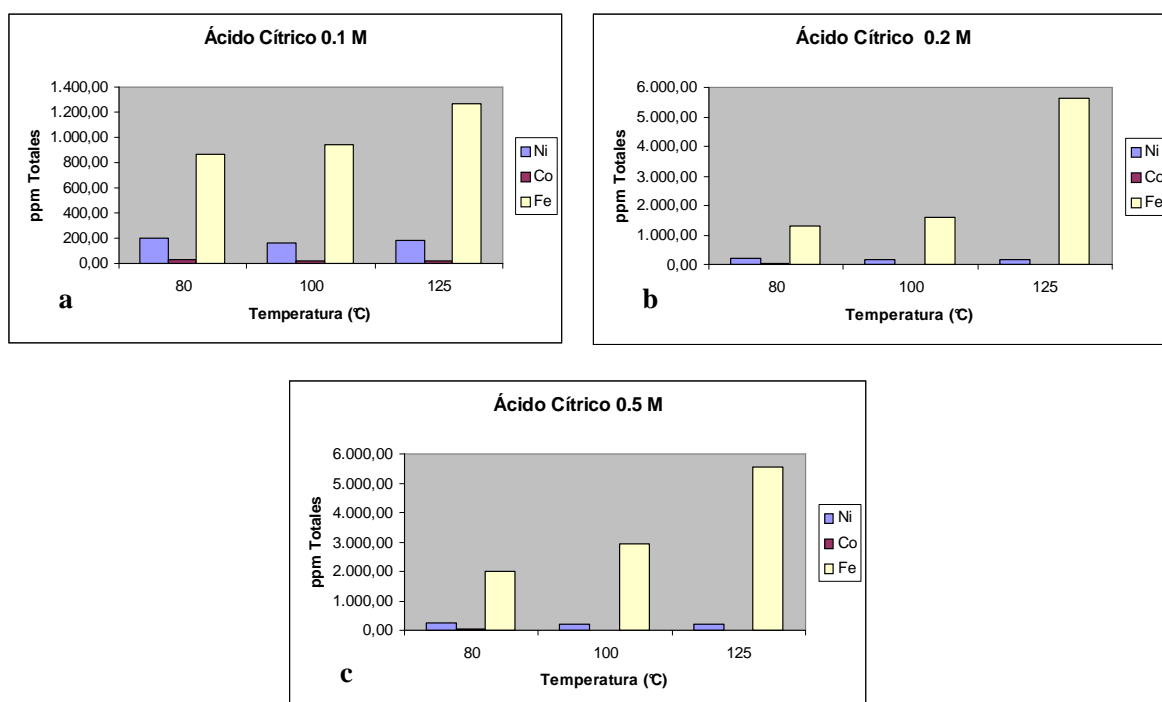 Ácido Cítrico 0.1 M
1.400,00
1.200,00
1.000,00
800,00
600,00
400,00
200,00
0,00
ppm Totales
80 100 125
Temperatura (°C)
Ni
Co
Fe
a
Ácido Cítrico 0.2 M
6.000,00
5.000,00
4.000,00
3.000,00
2.000,00
1.000,00
0,00
ppm Totales
80 100 125
Temperatura (°C)
Ni
Co
Fe
b
Ácido Cítrico 0.5 M
6.000,00
5.000,00
4.000,00
3.000,00
2.000,00
1.000,00
0,00
ppm Totales
80 100 125
Temperatura (°C)
Ni
Co
Fe
c